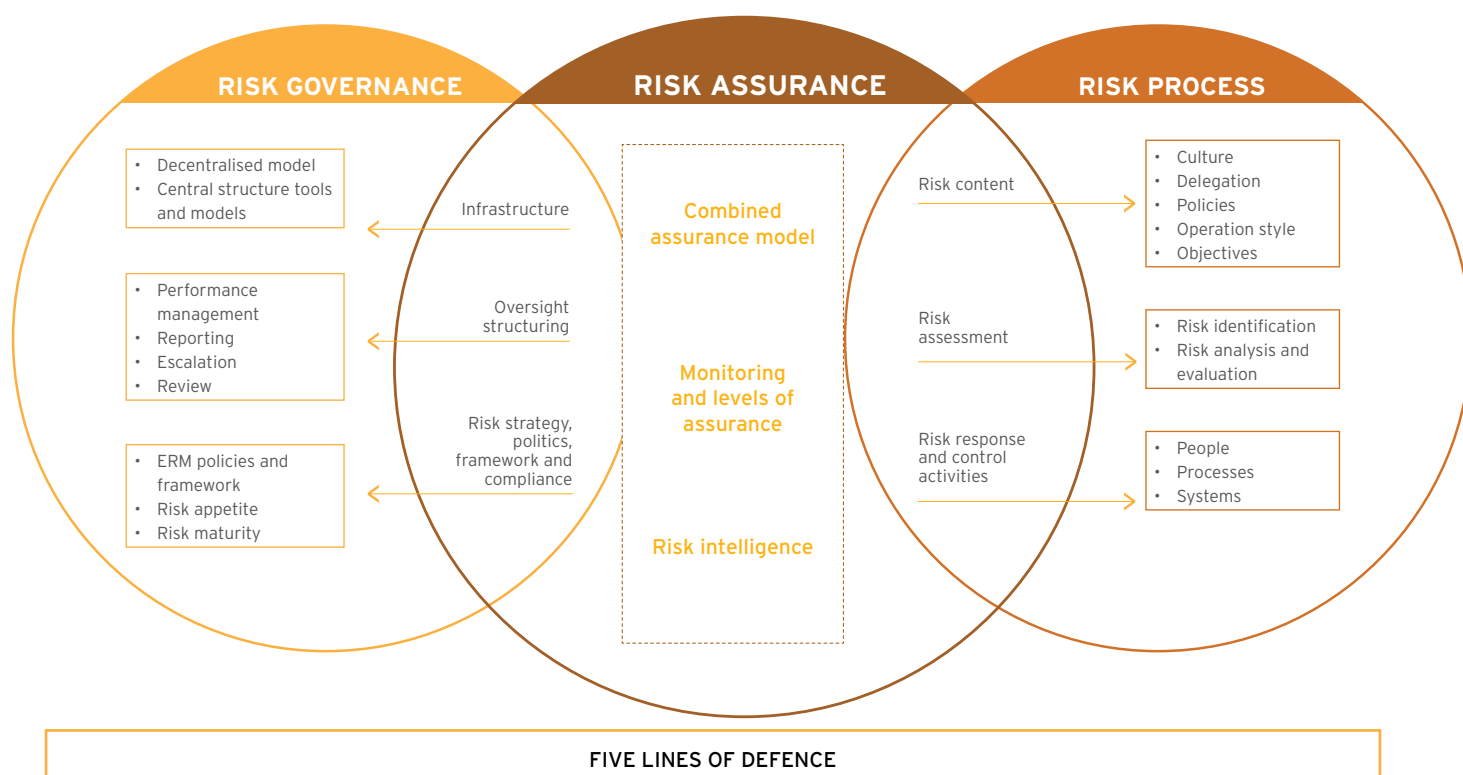 RISK GOVERNANCE
RISK ASSURANCE
RISK PROCESS
• Decentralised model
• Central structure tools
and models
• Performance
management
• Reporting
• Escalation
• Review
• ERM policies and
framework
• Risk appetite
• Risk maturity
Infrastructure
Oversight
structuring
Risk strategy,
politics,
framework and
compliance
Combined
assurance model
Monitoring
and levels of
assurance
Risk intelligence
Risk content
Risk
assessment
Risk response
and control
activities
• Culture
• Delegation
• Policies
• Operation style
• Objectives
• Risk identification
• Risk analysis and
evaluation
• People
• Processes
• Systems
FIVE LINES OF DEFENCE